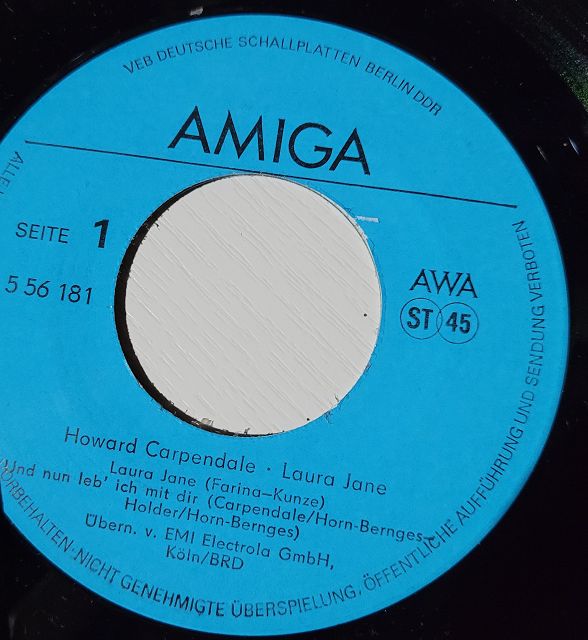 VEB DEUTSCHE SCHALLPLATTEN BERLIN DDR
AMIGA
SEITE 1
5 56 181
AWA
ST 45
Howard Carpendale · Laura Jane
Laura Jane (Farina–Kunze)
Und nun leb' ich mit dir (Carpendale/Horn-Bernges–
Holder/Horn-Bernges)
Übern. v. EMI Electrola GmbH,
Köln/BRD
VORBEHALTEN·NICHT GENEHMIGTE ÜBERSPIELUNG, ÖFFENTLICHE AUFFÜHRUNG UND SENDUNG VERBOTEN